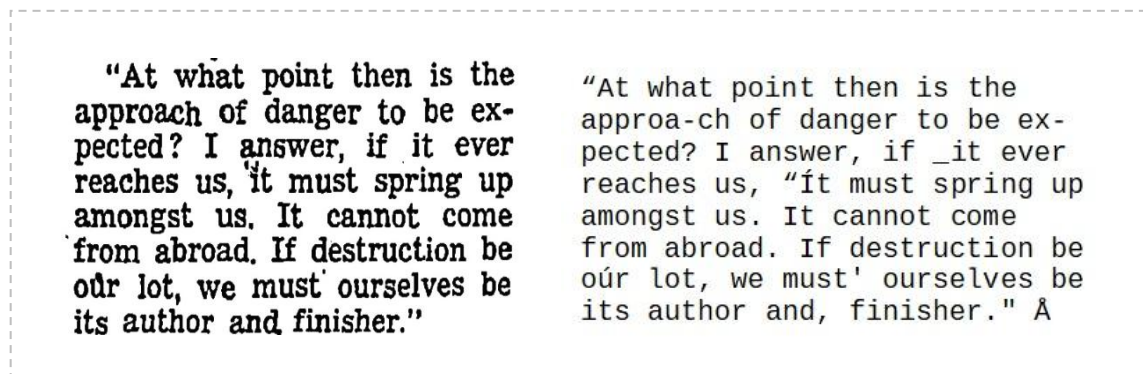 “At what point then is the
approach of danger to be ex-
pected? I answer, if it ever
reaches us, it must spring up
amongst us. It cannot come
from abroad. If destruction be
our lot, we must ourselves be
its author and finisher.”
“At what point then is the
approa-ch of danger to be ex-
pected? I answer, if _it ever
reaches us, “Ít must spring up
amongst us. It cannot come
from abroad. If destruction be
oúr lot, we must' ourselves be
its author and, finisher." Å